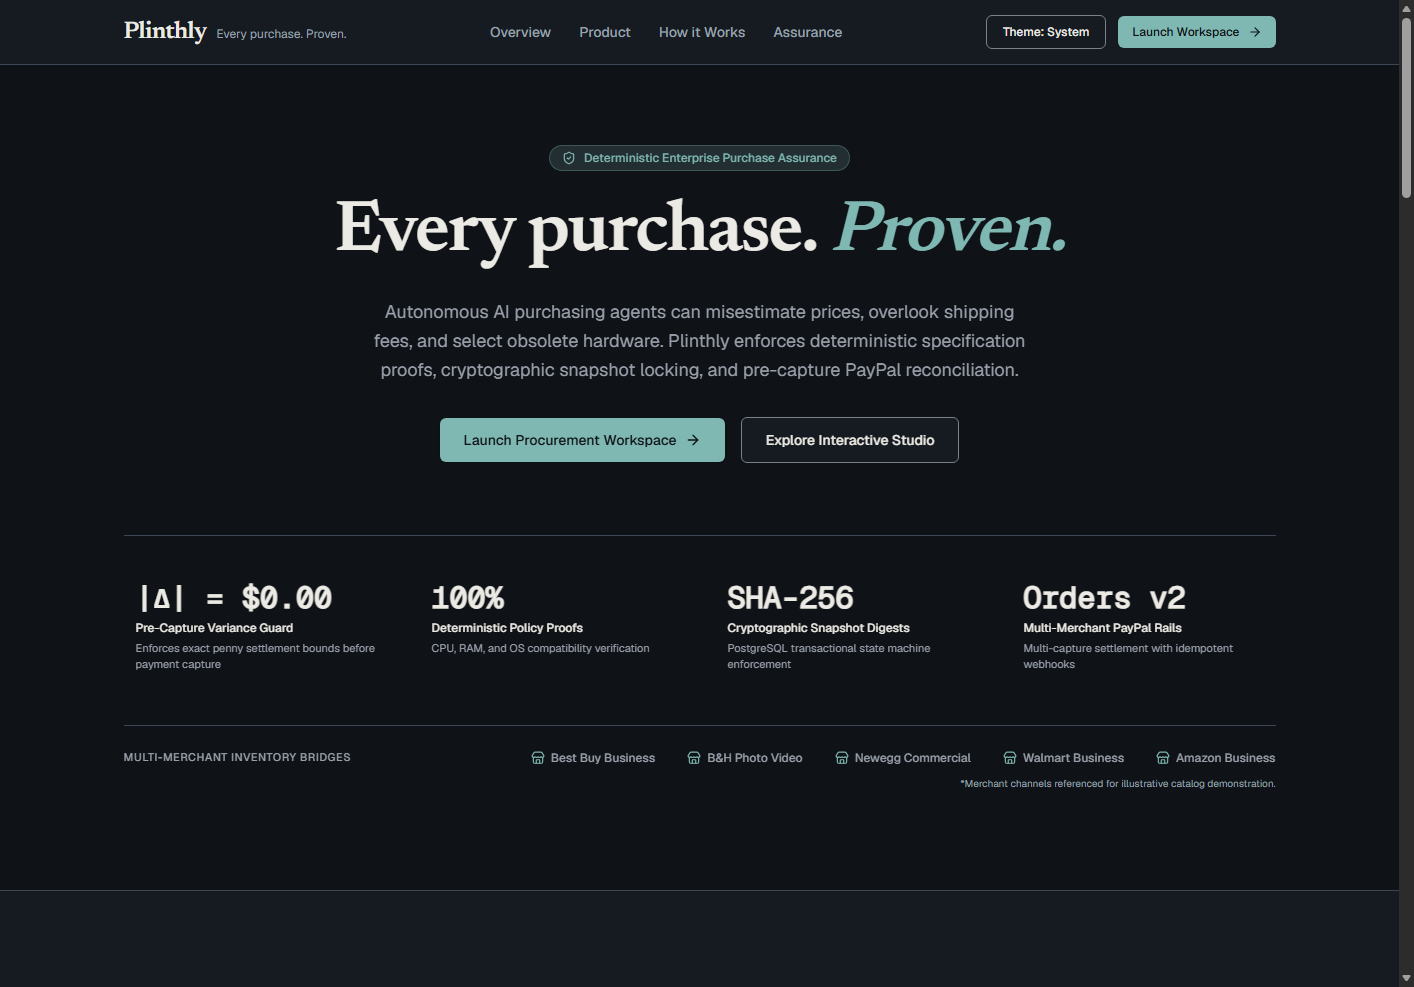 Plinthly Every purchase. Proven.
Overview Product How it Works Assurance
Theme: System
Launch Workspace →
Deterministic Enterprise Purchase Assurance
Every purchase. Proven.
Autonomous AI purchasing agents can misestimate prices, overlook shipping
fees, and select obsolete hardware. Plinthly enforces deterministic specification
proofs, cryptographic snapshot locking, and pre-capture PayPal reconciliation.
Launch Procurement Workspace →
Explore Interactive Studio
|Δ| = $0.00
Pre-Capture Variance Guard
Enforces exact penny settlement bounds before
payment capture
100%
Deterministic Policy Proofs
CPU, RAM, and OS compatibility verification
SHA-256
Cryptographic Snapshot Digests
PostgreSQL transactional state machine
enforcement
Orders v2
Multi-Merchant PayPal Rails
Multi-capture settlement with idempotent
webhooks
MULTI-MERCHANT INVENTORY BRIDGES
Best Buy Business
B&H Photo Video
Newegg Commercial
Walmart Business
Amazon Business
*Merchant channels referenced for illustrative catalog demonstration.